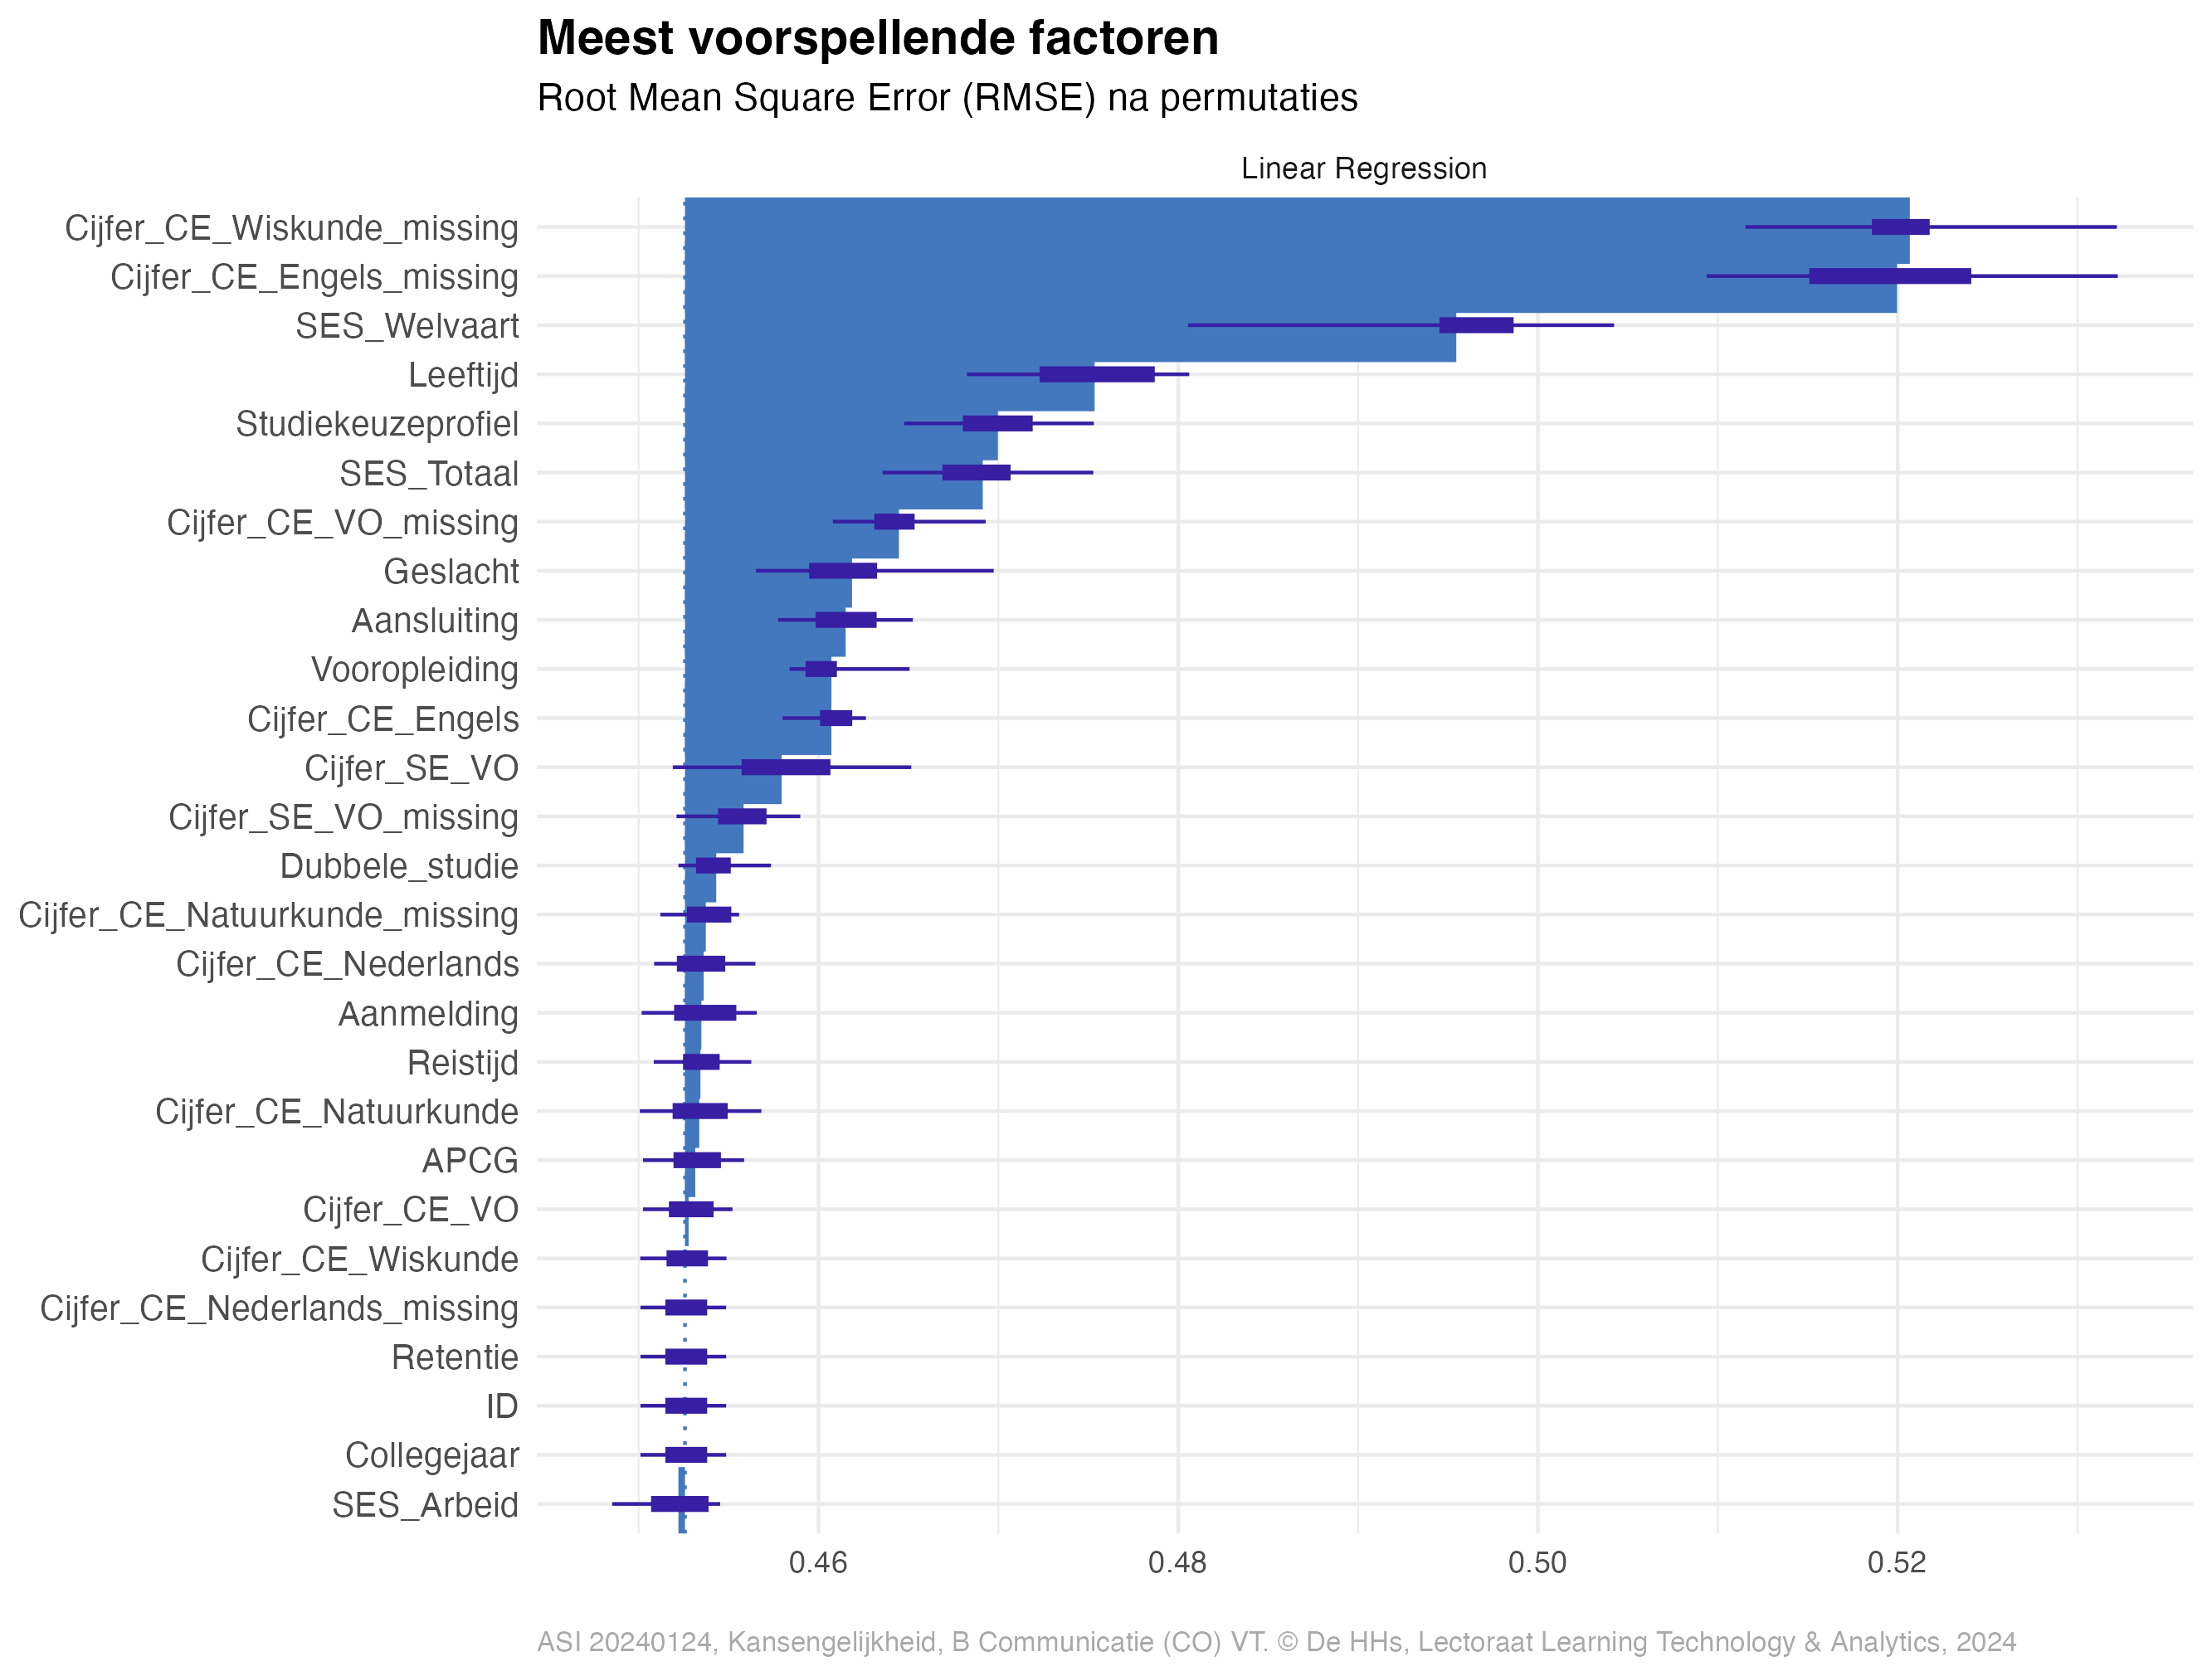 Meest voorspellende factoren
Root Mean Square Error (RMSE) na permutaties
Linear Regression
Cijfer_CE_Wiskunde_missing
Cijfer_CE_Engels_missing
SES_Welvaart
Leeftijd
Studiekeuzeprofiel
SES_Totaal
Cijfer_CE_VO_missing
Geslacht
Aansluiting
Vooropleiding
Cijfer_CE_Engels
Cijfer_SE_VO
Cijfer_SE_VO_missing
Dubbele_studie
Cijfer_CE_Natuurkunde_missing
Cijfer_CE_Nederlands
Aanmelding
Reistijd
Cijfer_CE_Natuurkunde
APCG
Cijfer_CE_VO
Cijfer_CE_Wiskunde
Cijfer_CE_Nederlands_missing
Retentie
ID
Collegejaar
SES_Arbeid
0.46 0.48 0.50 0.52
ASI 20240124, Kansengelijkheid, B Communicatie (CO) VT. © De HHs, Lectoraat Learning Technology & Analytics, 2024